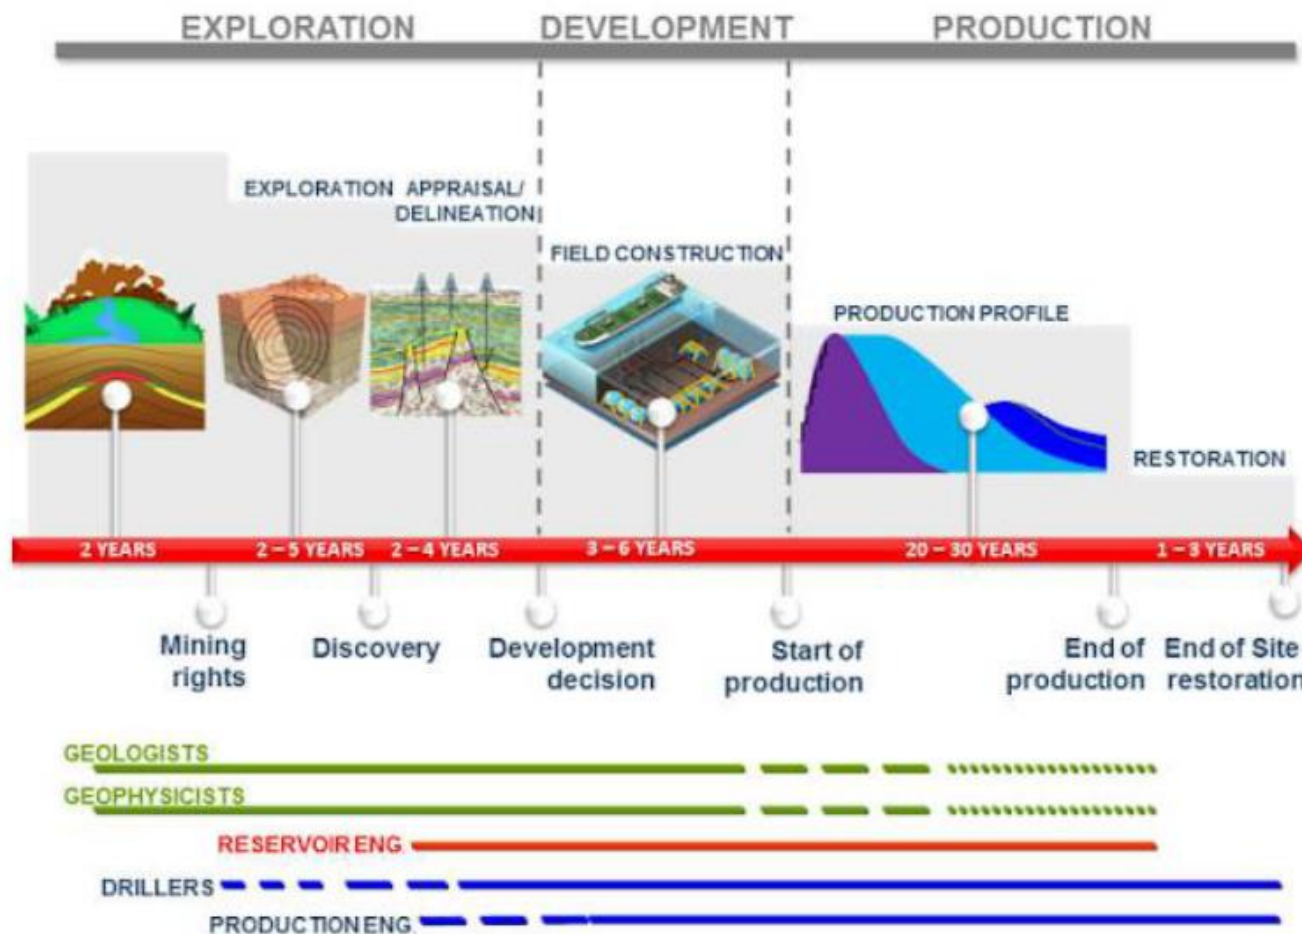 EXPLORATION DEVELOPMENT PRODUCTION
EXPLORATION
APPRAISAL/
DELINEATION
FIELD CONSTRUCTION
PRODUCTION PROFILE
RESTORATION
2 YEARS 2 – 5 YEARS 2 – 4 YEARS 3 – 6 YEARS 20 – 30 YEARS 1 – 3 YEARS
Mining
rights
Discovery
Development
decision
Start of
production
End of
production
End of Site
restoration
GEOLOGISTS
GEOPHYSICISTS
RESERVOIR ENG.
DRILLERS
PRODUCTION ENG.